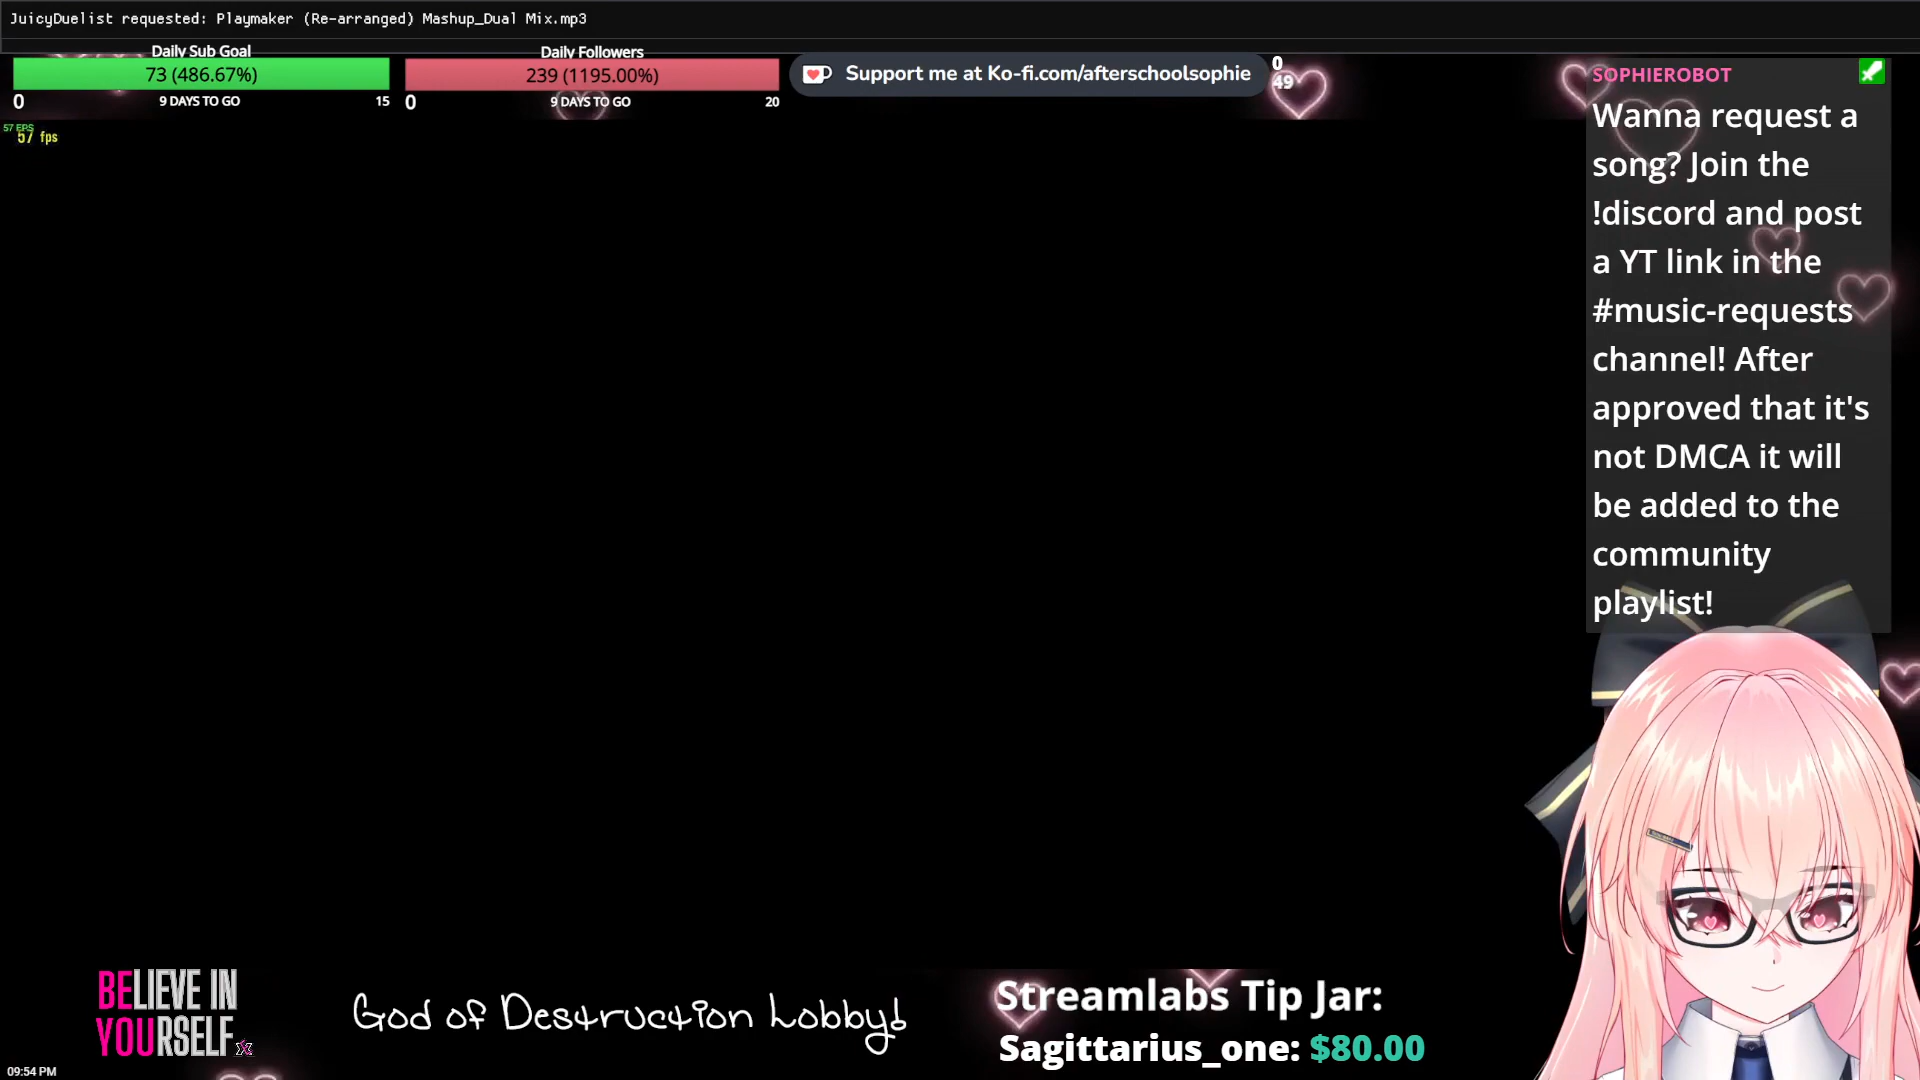 JuicyDuelist requested: Playmaker (Re-arranged) Mashup_Dual Mix.mp3
Daily Sub Goal
73 (486.67%)
0
9 DAYS TO GO
15
Daily Followers
239 (1195.00%)
0
9 DAYS TO GO
20
Support me at Ko-fi.com/afterschoolsophie
0
49
57 FPS
57 fps
SOPHIEROBOT
Wanna request a
song? Join the
!discord and post
a YT link in the
#music-requests
channel! After
approved that it's
not DMCA it will
be added to the
community
playlist!
BELIEVE IN
YOURSELF
God of Destruction Lobby!
Streamlabs Tip Jar:
Sagittarius_one: $80.00
09:54 PM